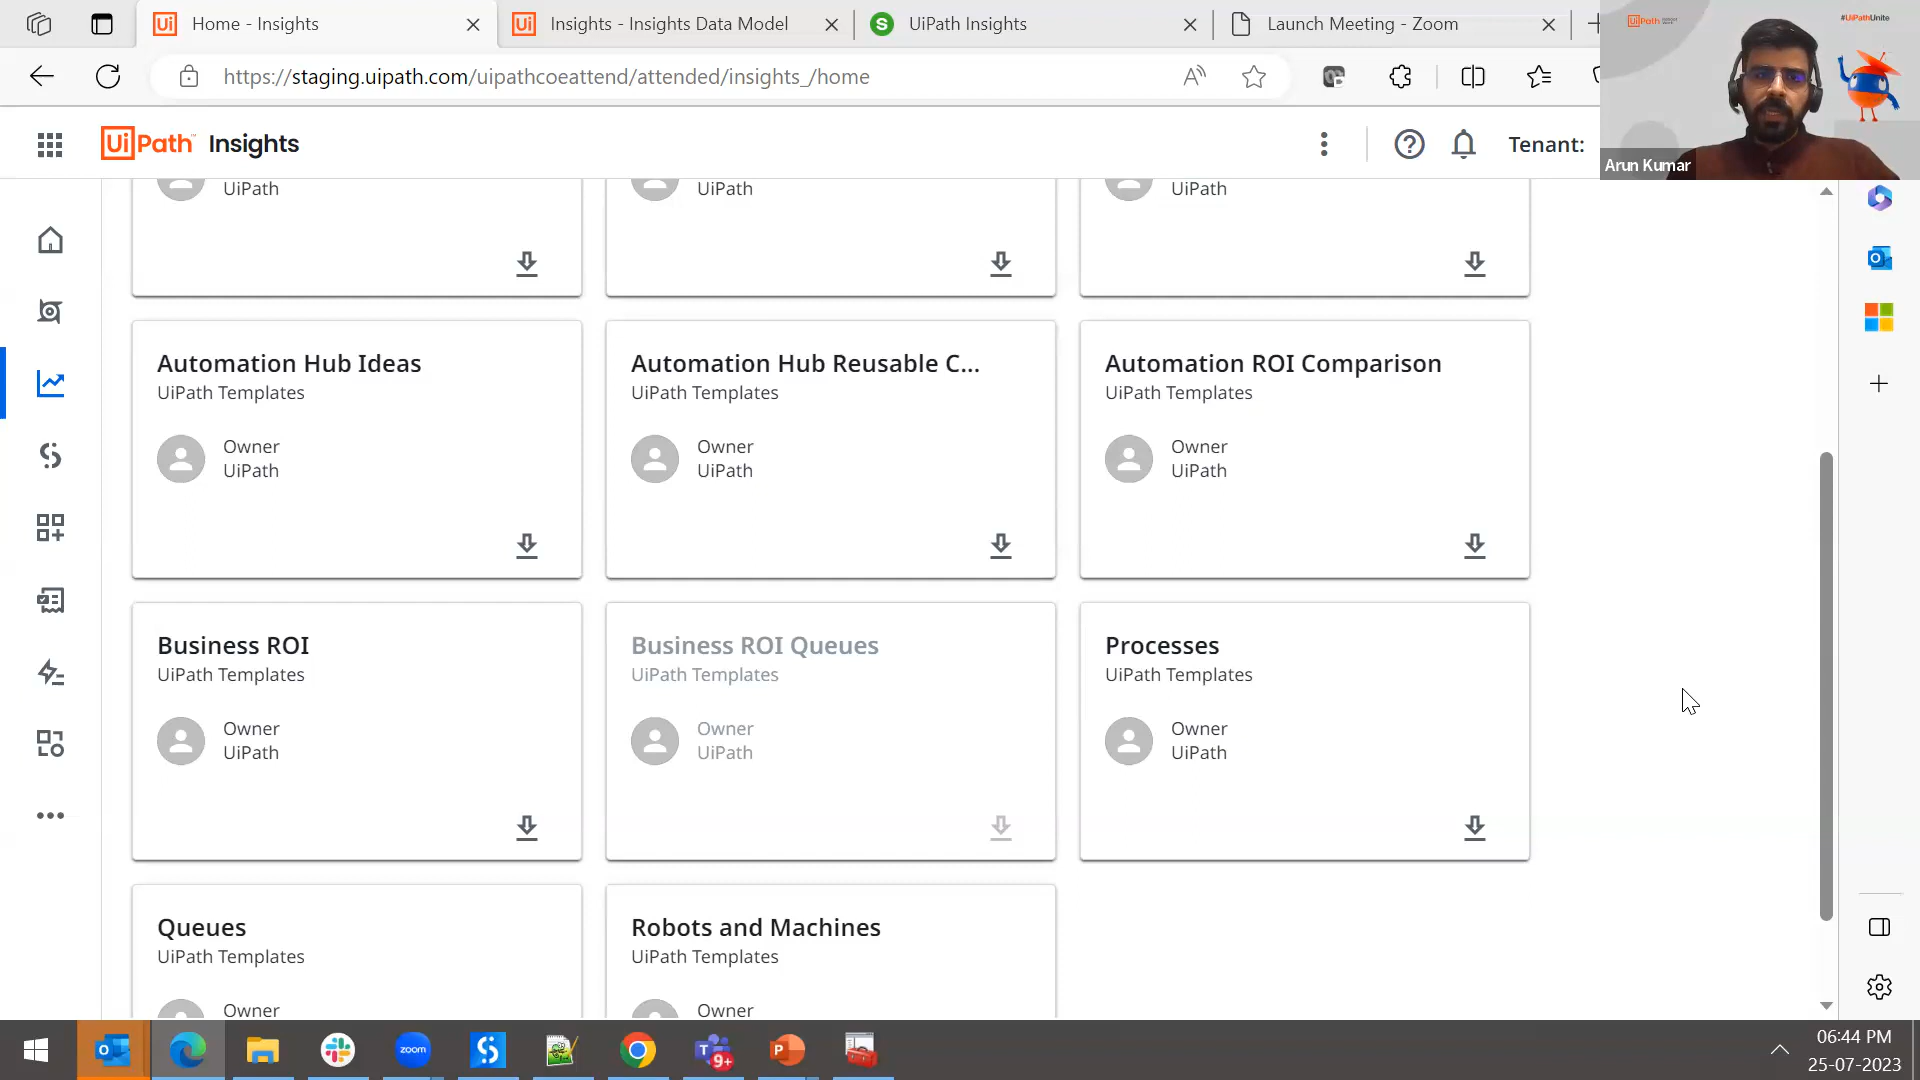 Home - Insights
Insights - Insights Data Model
UiPath Insights
Launch Meeting - Zoom
https://staging.uipath.com/uipathcoeattend/attended/insights_/home
UiPath
#UiPathUnite
Arun Kumar
UiPath™ Insights
Tenant:
UiPath
UiPath
UiPath
Automation Hub Ideas
UiPath Templates
Owner
UiPath
Automation Hub Reusable C...
UiPath Templates
Owner
UiPath
Automation ROI Comparison
UiPath Templates
Owner
UiPath
Business ROI
UiPath Templates
Owner
UiPath
Business ROI Queues
UiPath Templates
Owner
UiPath
Processes
UiPath Templates
Owner
UiPath
Queues
UiPath Templates
Owner
Robots and Machines
UiPath Templates
Owner
zoom
9+
06:44 PM
25-07-2023